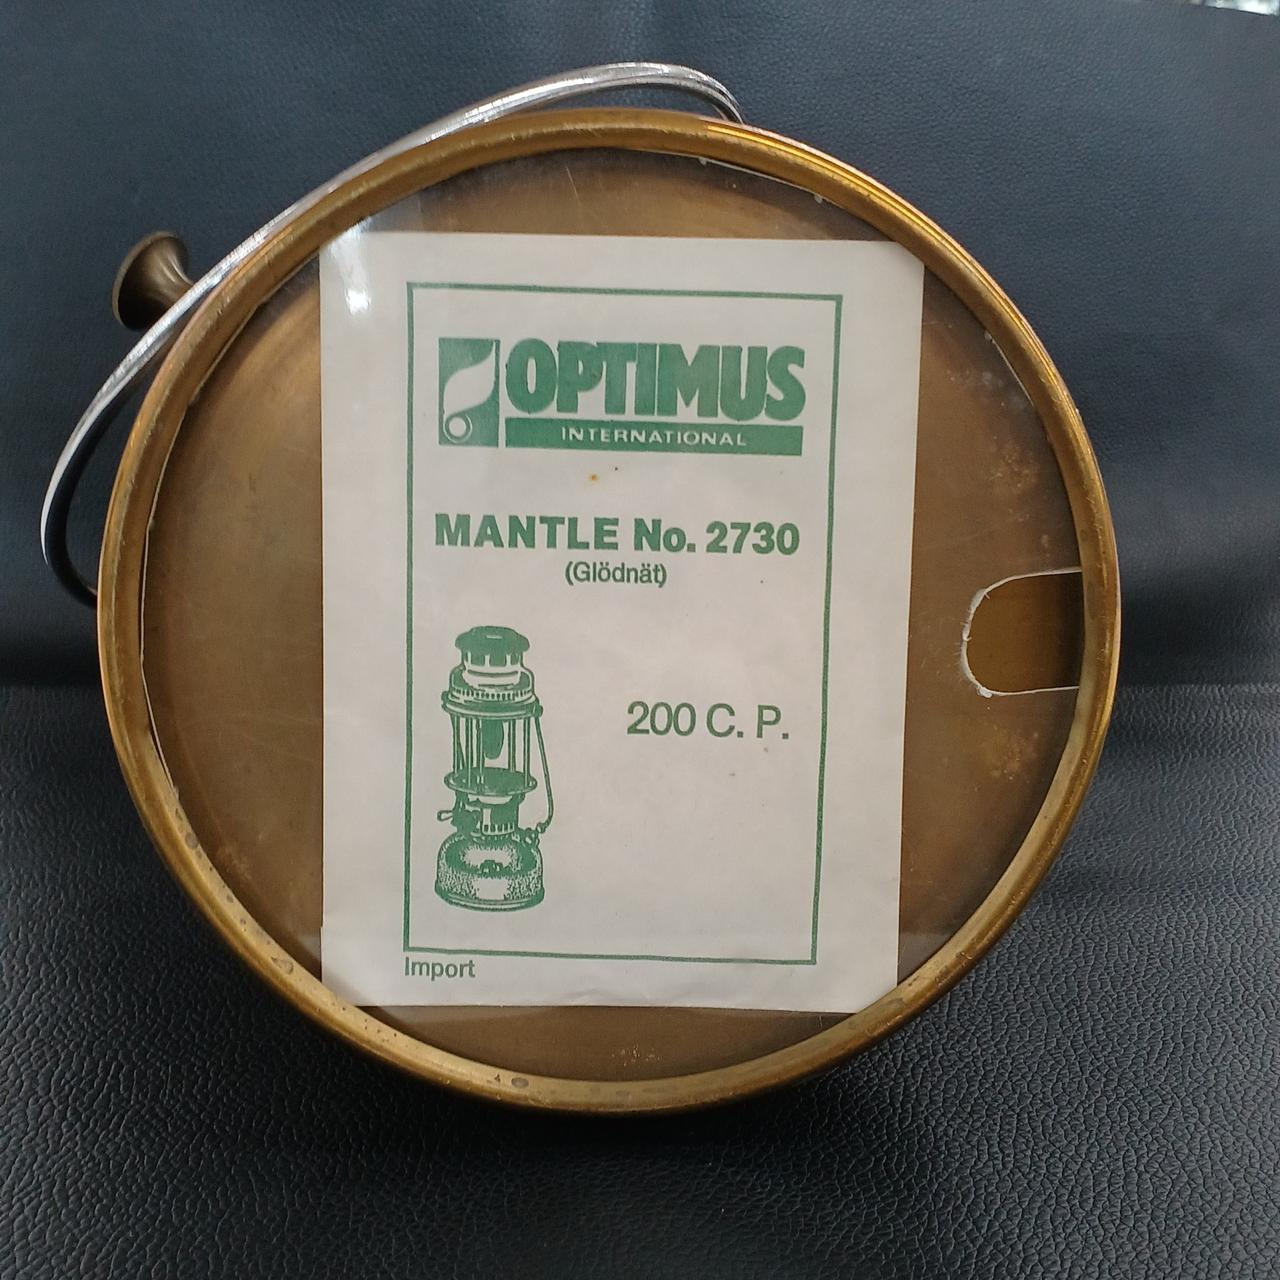 OPTIMUS
INTERNATIONAL
MANTLE No. 2730
(Glödnät)
200 C. P.
Import